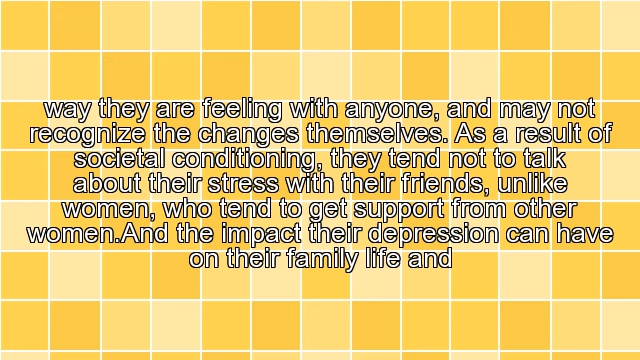 way they are feeling with anyone, and may not
recognize the changes themselves. As a result of
societal conditioning, they tend not to talk
about their stress with their friends, unlike
women, who tend to get support from other
women.And the impact their depression can have
on their family life and